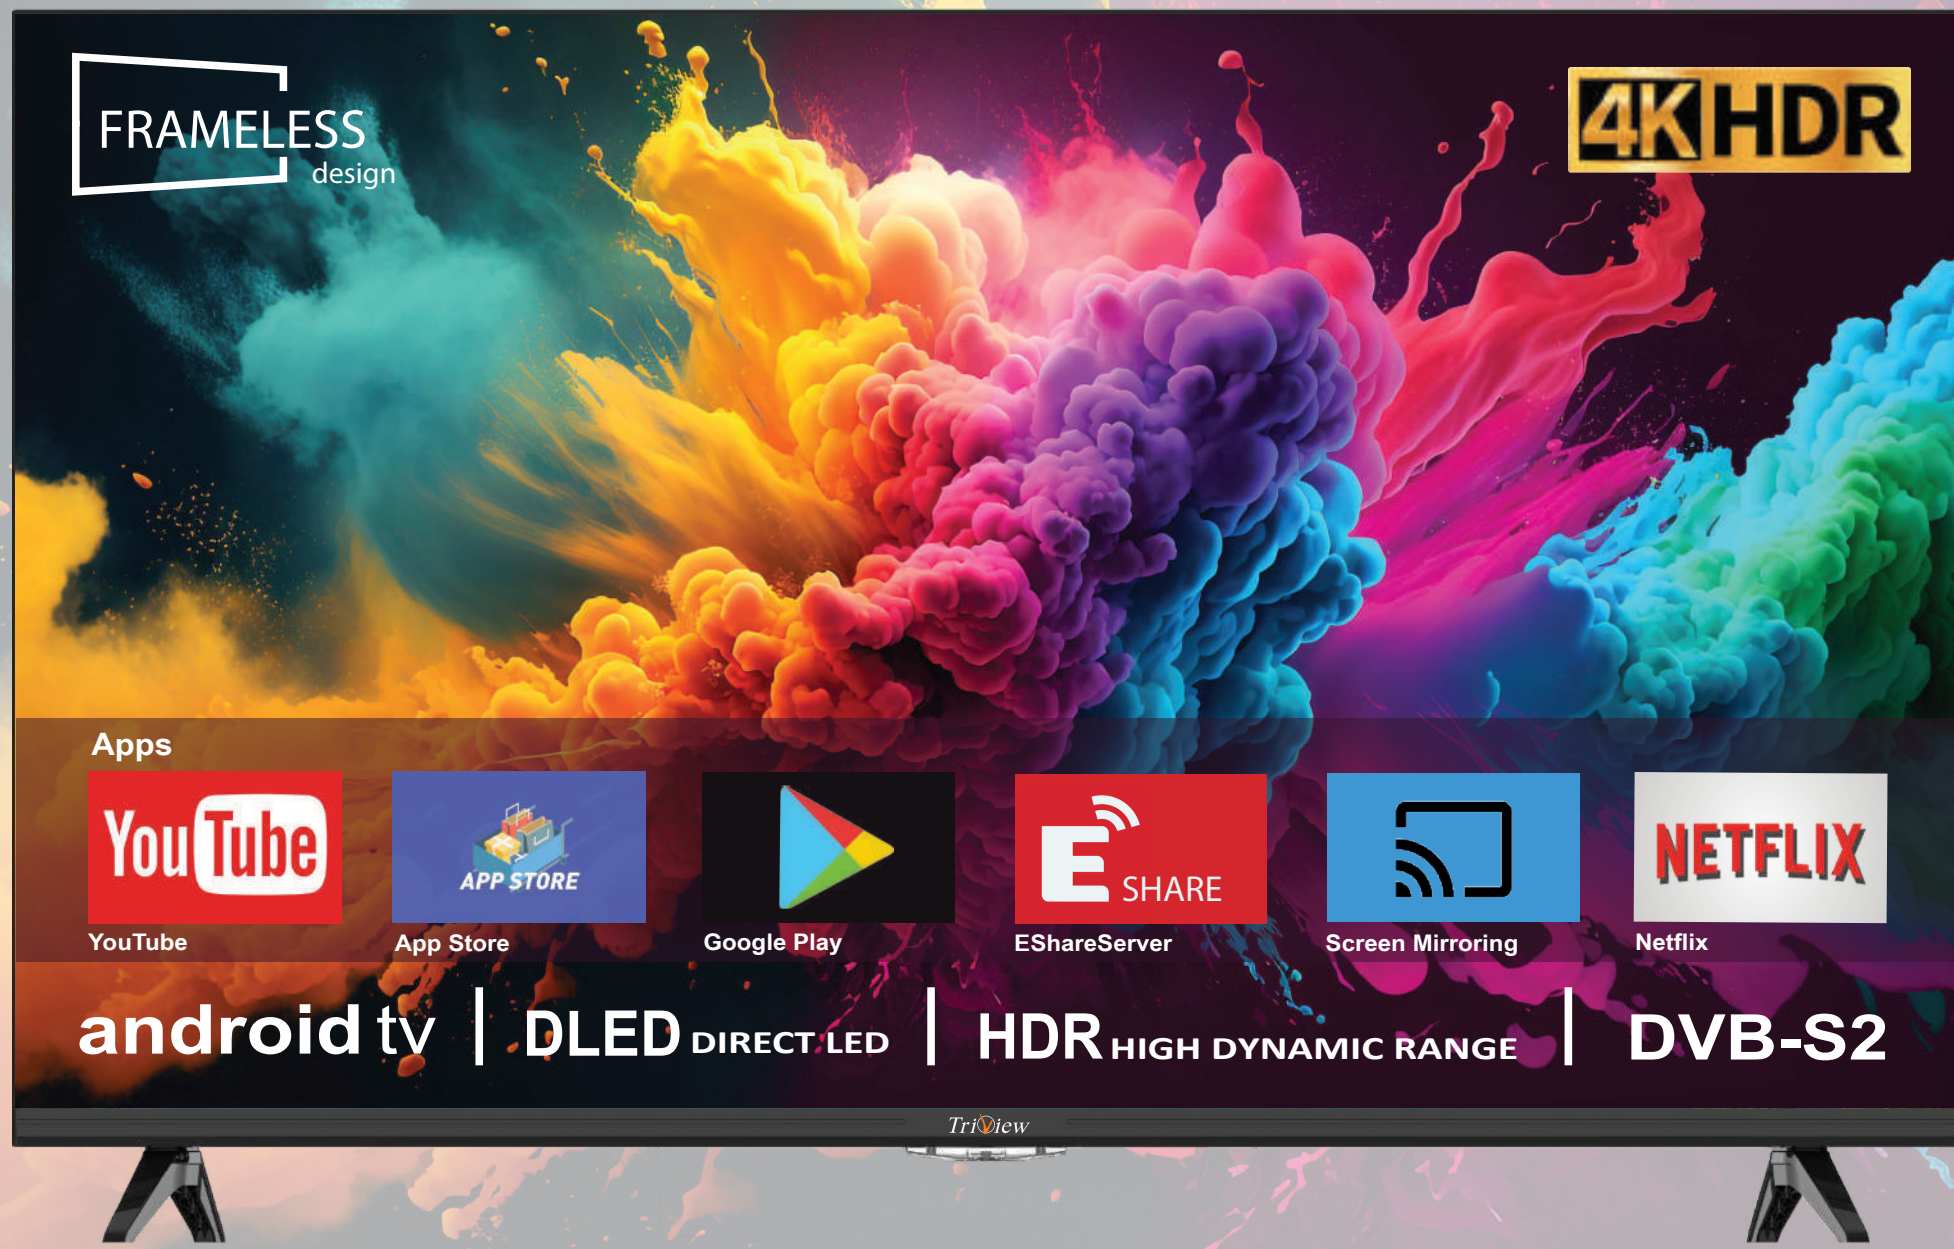 FRAMELESS
design
4K HDR
Apps
YouTube
APP STORE
E SHARE
NETFLIX
YouTube
App Store
Google Play
EShareServer
Screen Mirroring
Netflix
android tv | DLED DIRECT LED | HDR HIGH DYNAMIC RANGE | DVB-S2
TriView